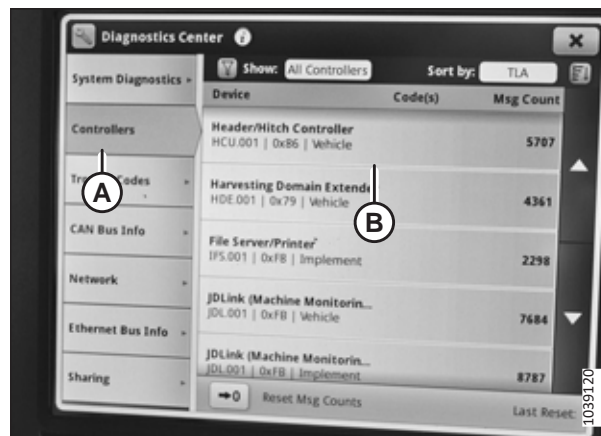 Diagnostics Center
System Diagnostics
Controllers
Codes
CAN Bus Info
Network
Ethernet Bus Info
Sharing
Show: All Controllers
Sort by: TLA
Device Code(s) Msg Count
Header/Hitch Controller
HCU.001 | 0xB6 | Vehicle
5707
Harvesting Domain
HDE.001 | 0x79 | Vehicle
4361
File Server/Printer
IFS.001 | 0xFB | Implement
2298
JDLink (Machine Monitorin...
JDL.001 | 0xFB | Vehicle
7684
JDLink (Machine Monitorin...
JDL.001 | 0xFB | Implement
8787
→0 Reset Msg Counts
Last Reset:
A
B
1039120